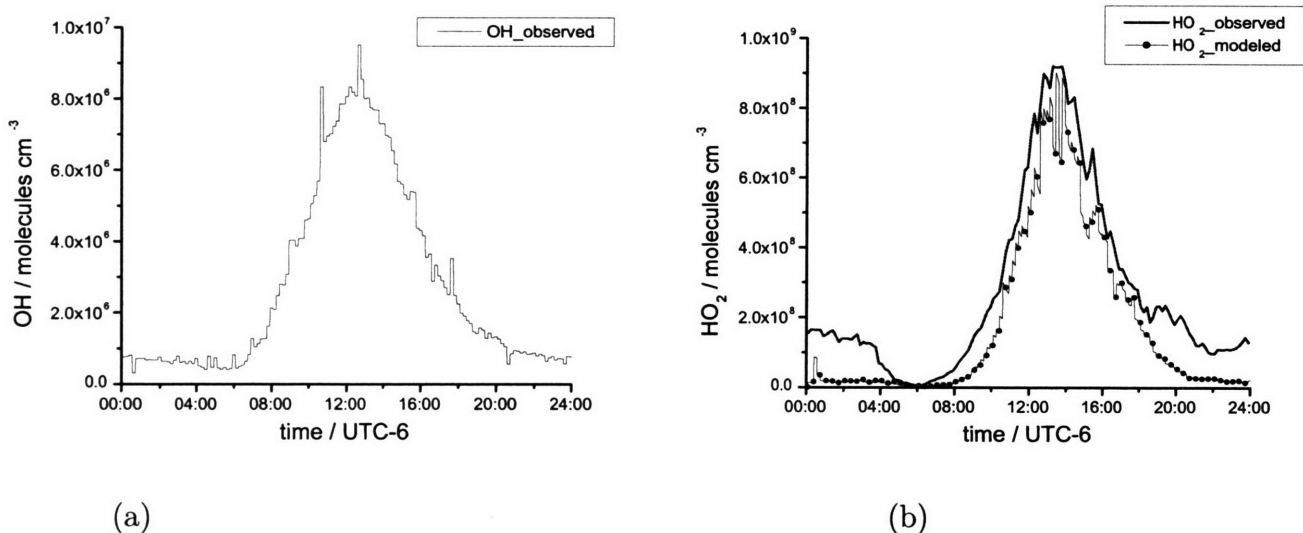 OH_observed
1.0x10⁷
8.0x10⁶
6.0x10⁶
4.0x10⁶
2.0x10⁶
0.0
OH / molecules cm⁻³
00:00 04:00 08:00 12:00 16:00 20:00 24:00
time / UTC-6
(a)
HO₂_observed
HO₂_modeled
1.0x10⁹
8.0x10⁸
6.0x10⁸
4.0x10⁸
2.0x10⁸
0.0
HO₂ / molecules cm⁻³
00:00 04:00 08:00 12:00 16:00 20:00 24:00
time / UTC-6
(b)